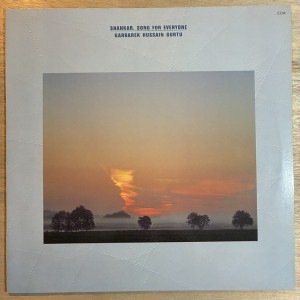 SHANKAR. SONG FOR EVERYONE
GARBAREK HUSSAIN GURTU
ECM